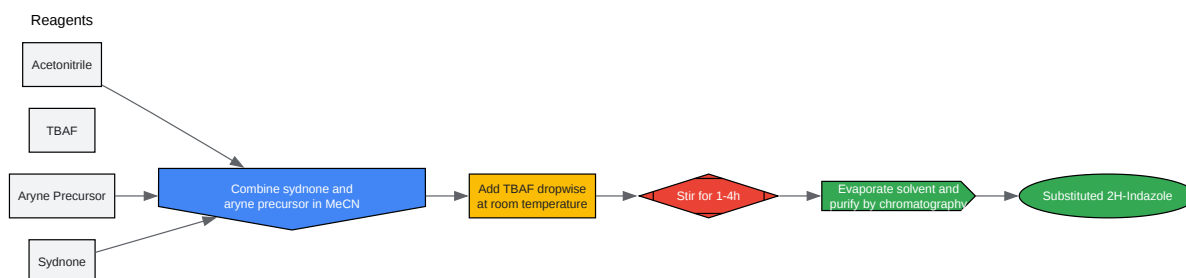 Reagents
Acetonitrile
TBAF
Aryne Precursor
Sydnone
Combine sydnone and
aryne precursor in MeCN
Add TBAF dropwise
at room temperature
Stir for 1-4h
Evaporate solvent and
purify by chromatography
Substituted 2H-Indazole